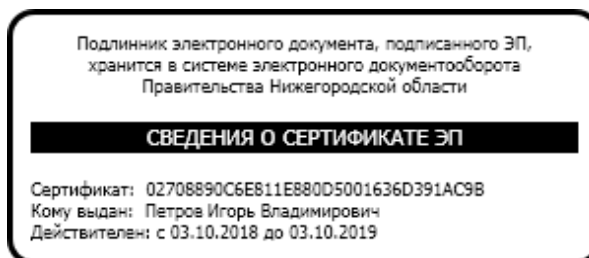 Подлинник электронного документа, подписанного ЭП,
хранится в системе электронного документооборота
Правительства Нижегородской области
СВЕДЕНИЯ О СЕРТИФИКАТЕ ЭП
Сертификат: 02708890C6E811E880D5001636D391AC9B
Кому выдан: Петров Игорь Владимирович
Действителен: с 03.10.2018 до 03.10.2019